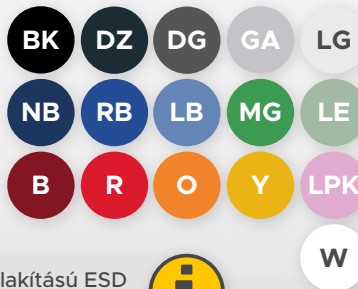 BK DZ DG GA LG
NB RB LB MG LE
B R O Y LPK
W
lakítású ESD